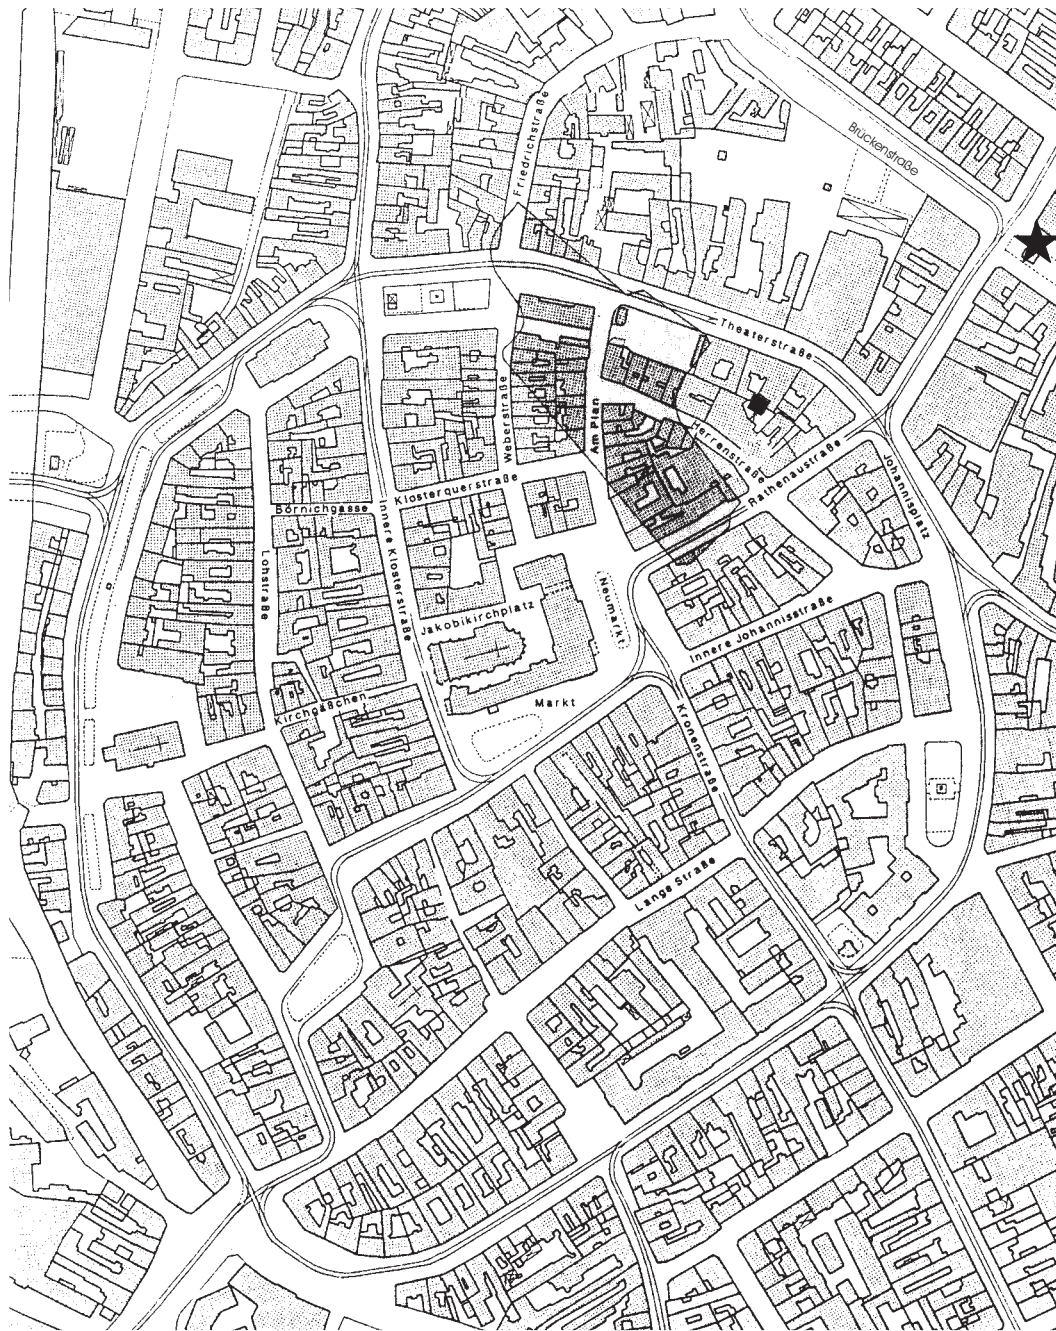 Friedrichstraße
Brückenstraße
Theaterstraße
Weberstraße
Am Plan
Herrenstraße
Rathenaustraße
Johannisplatz
Klosterquerstraße
Börnichgasse
Innere Klosterstraße
Lohstraße
Jakobikirchplatz
Neumarkt
Innere Johannisstraße
Kirchgäßchen
Markt
Kronenstraße
Lange Straße